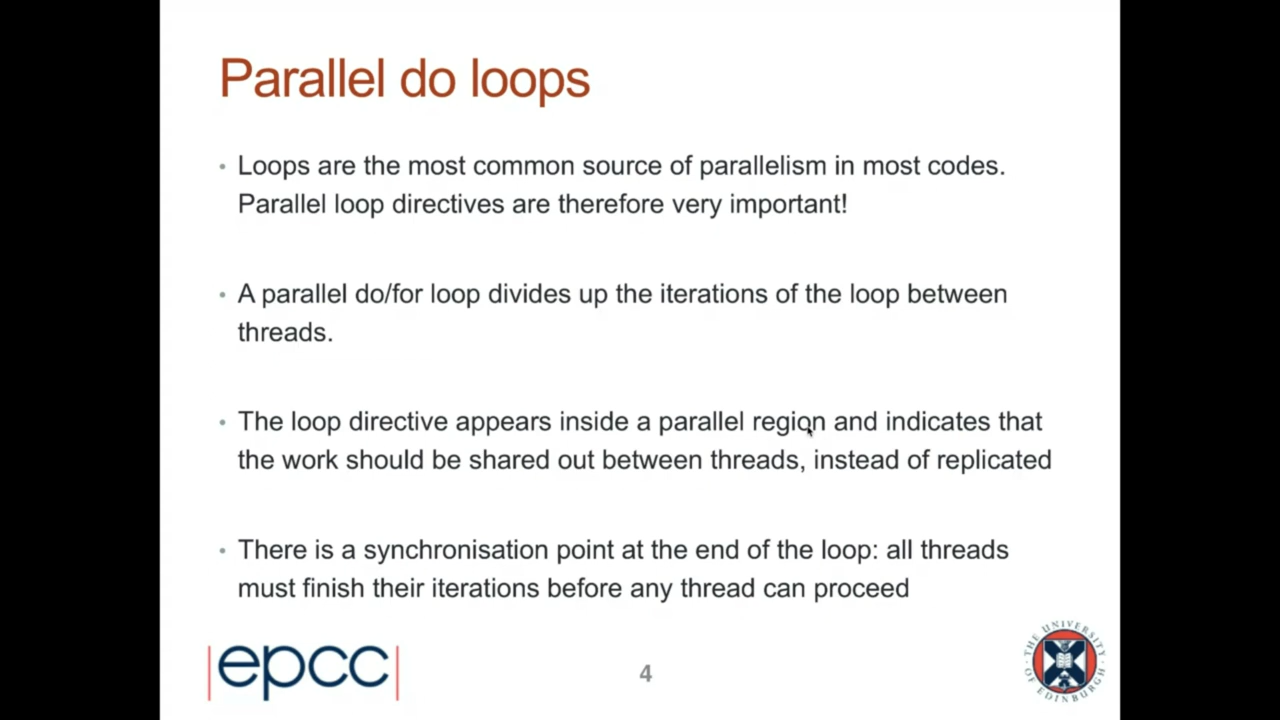 Parallel do loops
• Loops are the most common source of parallelism in most codes.
Parallel loop directives are therefore very important!
• A parallel do/for loop divides up the iterations of the loop between
threads.
• The loop directive appears inside a parallel region and indicates that
the work should be shared out between threads, instead of replicated
• There is a synchronisation point at the end of the loop: all threads
must finish their iterations before any thread can proceed
|epcc|
4
THE UNIVERSITY
OF EDINBURGH